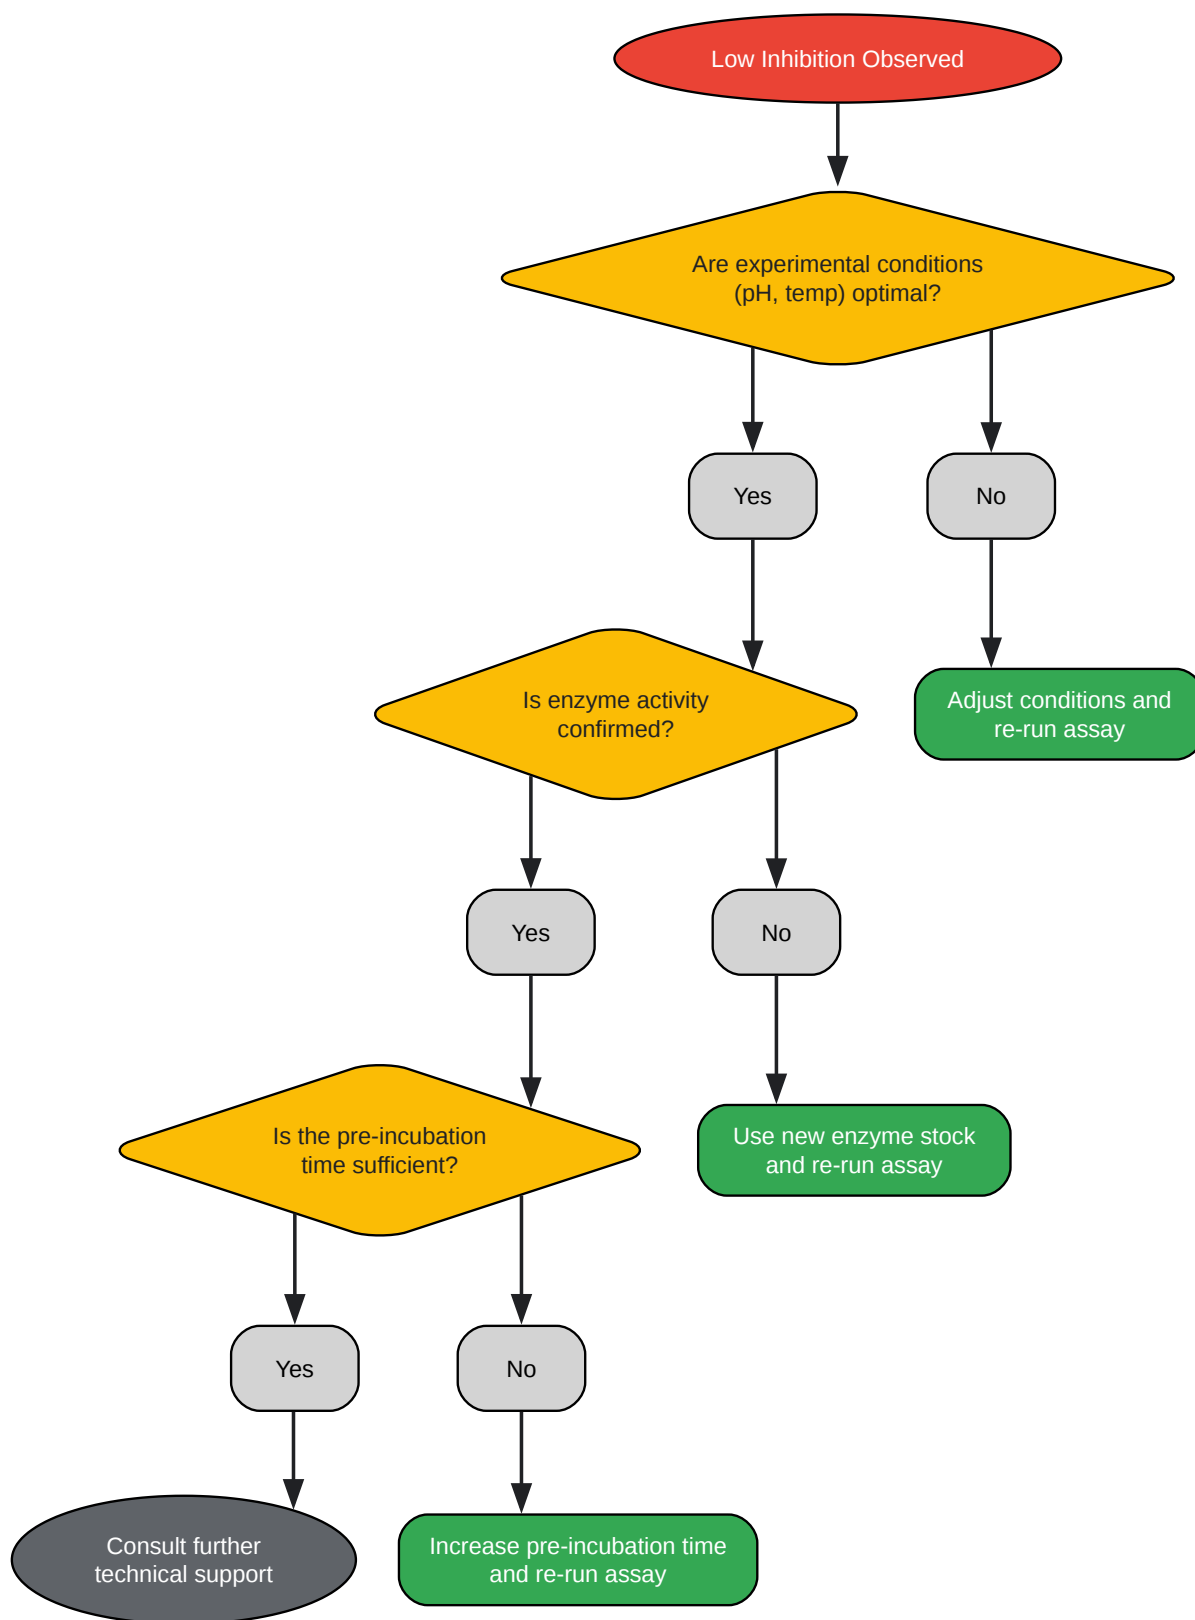 Low Inhibition Observed
Are experimental conditions
(pH, temp) optimal?
Yes
No
Is enzyme activity
confirmed?
Adjust conditions and
re-run assay
Yes
No
Is the pre-incubation
time sufficient?
Use new enzyme stock
and re-run assay
Yes
No
Consult further
technical support
Increase pre-incubation time
and re-run assay